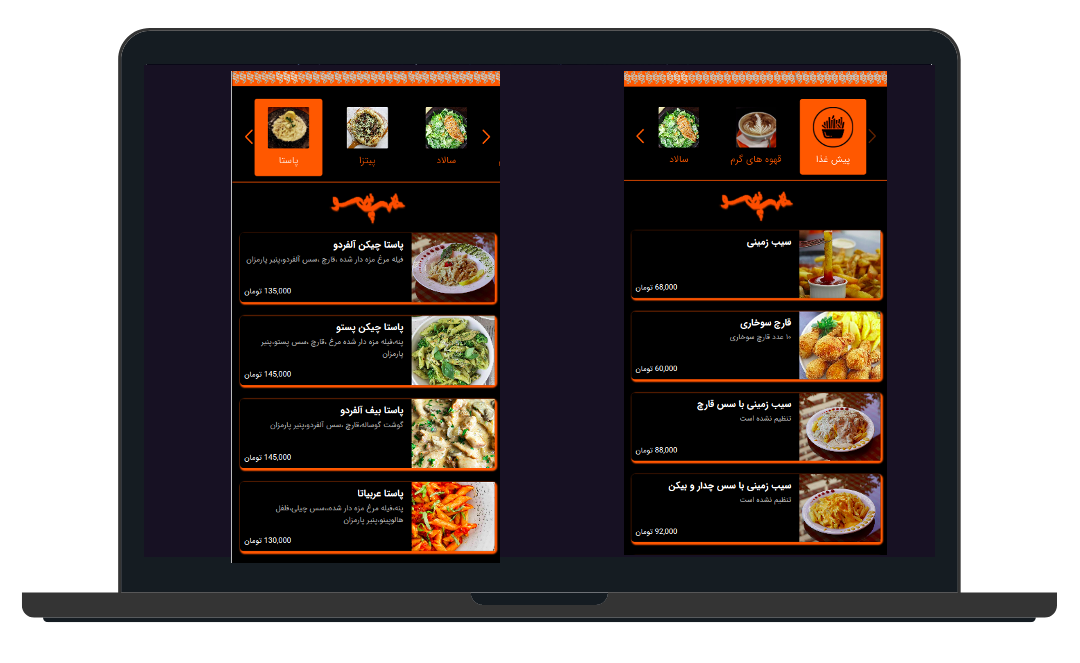 پیش غذا
قهوه های گرم
سالاد
سیب زمینی
68,000 تومان
قارچ سوخاری
۱۰ عدد قارچ سوخاری
60,000 تومان
سیب زمینی با سس قارچ
تنظیم نشده است
88,000 تومان
سیب زمینی با سس چدار و بیکن
تنظیم نشده است
92,000 تومان
سالاد
پیتزا
پاستا
پاستا چیکن آلفردو
فیله مرغ مزه دار شده ،قارچ ،سس آلفردو،پنیر پارمزان
135,000 تومان
پاستا چیکن پستو
پنه،فیله مزه دار شده مرغ ،قارچ ،سس پستو،پنیر
پارمزان
145,000 تومان
پاستا بیف آلفردو
گوشت گوساله،قارچ ،سس آلفردو،پنیر پارمزان
145,000 تومان
پاستا عربیاتا
پنه،فیله مرغ مزه دار شده،،سس چیلی،فلفل
هالوپینو،پنیر پارمزان
130,000 تومان